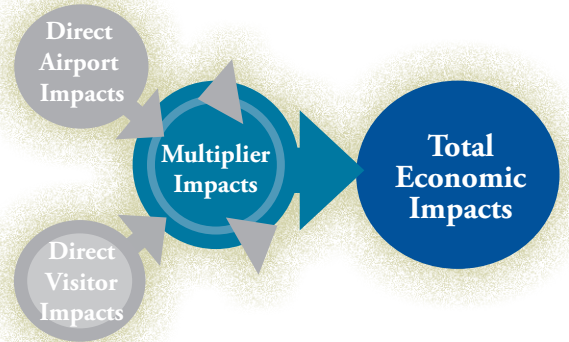 Direct
Airport
Impacts
Multiplier
Impacts
Total
Economic
Impacts
Direct
Visitor
Impacts